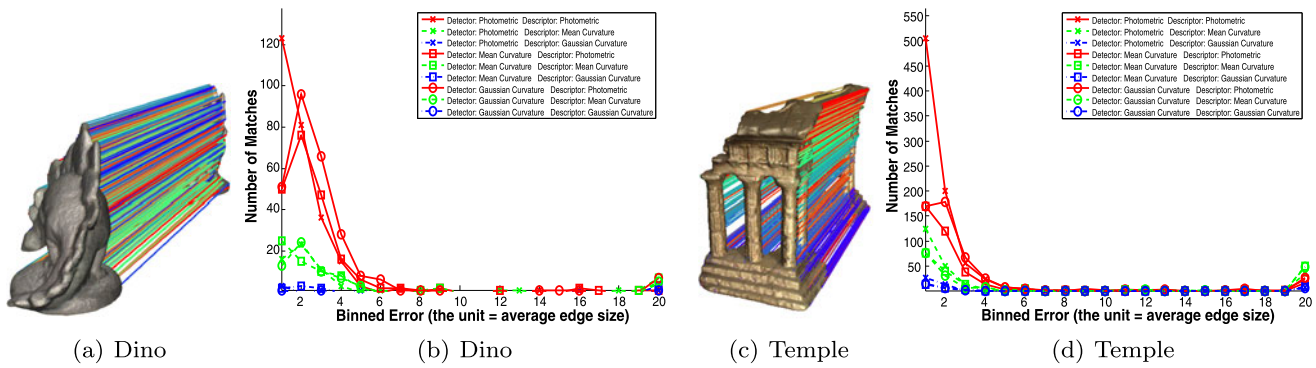 120
100
80
60
40
20
2
4
6
8
10
12
14
16
18
20
Number of Matches
Binned Error (the unit = average edge size)
Detector: Photometric Descriptor: Photometric
Detector: Photometric Descriptor: Mean Curvature
Detector: Photometric Descriptor: Gaussian Curvature
Detector: Mean Curvature Descriptor: Photometric
Detector: Mean Curvature Descriptor: Mean Curvature
Detector: Mean Curvature Descriptor: Gaussian Curvature
Detector: Gaussian Curvature Descriptor: Photometric
Detector: Gaussian Curvature Descriptor: Mean Curvature
Detector: Gaussian Curvature Descriptor: Gaussian Curvature
550
500
450
400
350
300
250
200
150
100
50
2
4
6
8
10
12
14
16
18
20
Number of Matches
Binned Error (the unit = average edge size)
Detector: Photometric Descriptor: Photometric
Detector: Photometric Descriptor: Mean Curvature
Detector: Photometric Descriptor: Gaussian Curvature
Detector: Mean Curvature Descriptor: Photometric
Detector: Mean Curvature Descriptor: Mean Curvature
Detector: Mean Curvature Descriptor: Gaussian Curvature
Detector: Gaussian Curvature Descriptor: Photometric
Detector: Gaussian Curvature Descriptor: Mean Curvature
Detector: Gaussian Curvature Descriptor: Gaussian Curvature
(a) Dino
(b) Dino
(c) Temple
(d) Temple